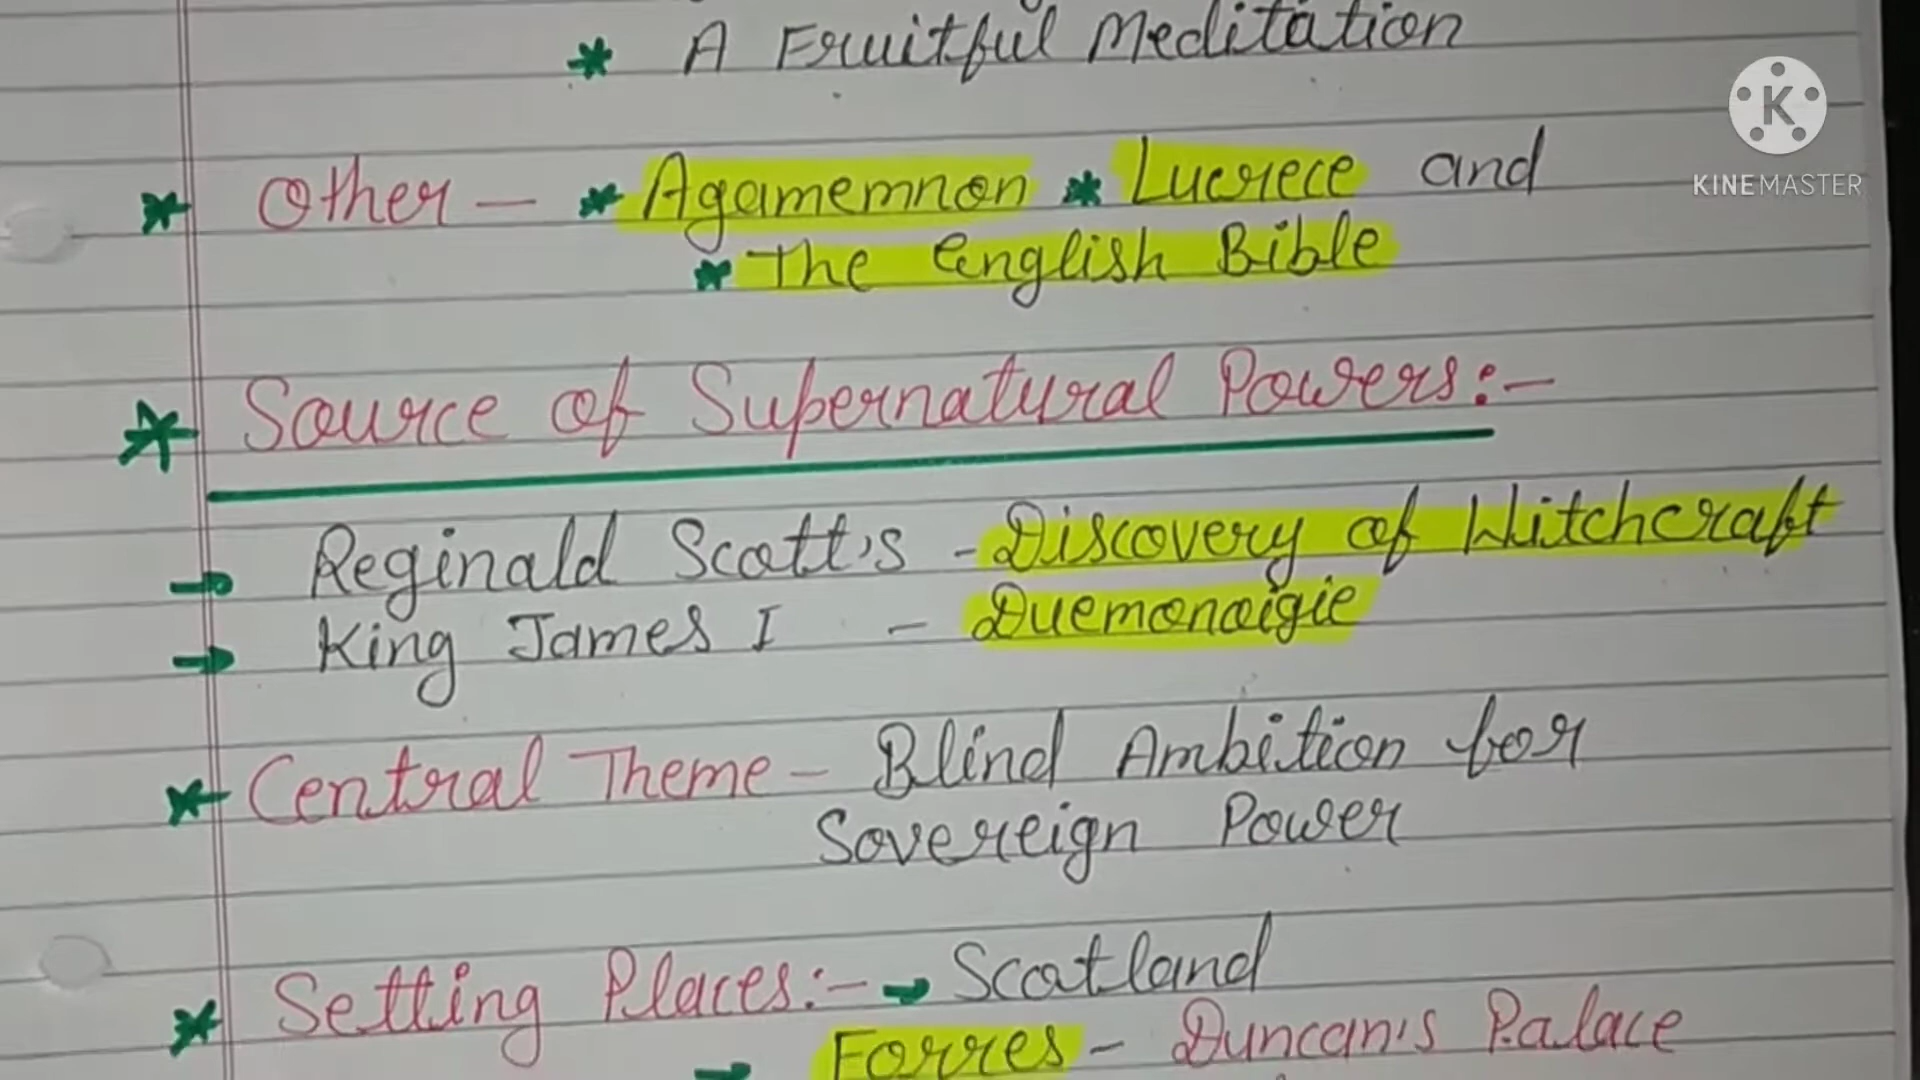 * A Fruitful Meditation
* Other - * Agamemnon * Lucrece and
* The English Bible
* Source of Supernatural Powers:-
→ Reginald Scott's - Discovery of Witchcraft
→ King James I - Duemonoigie
* Central Theme - Blind Ambition for
Sovereign Power
* Setting Places:- → Scotland
→ Forres - Duncan's Palace
KINEMASTER